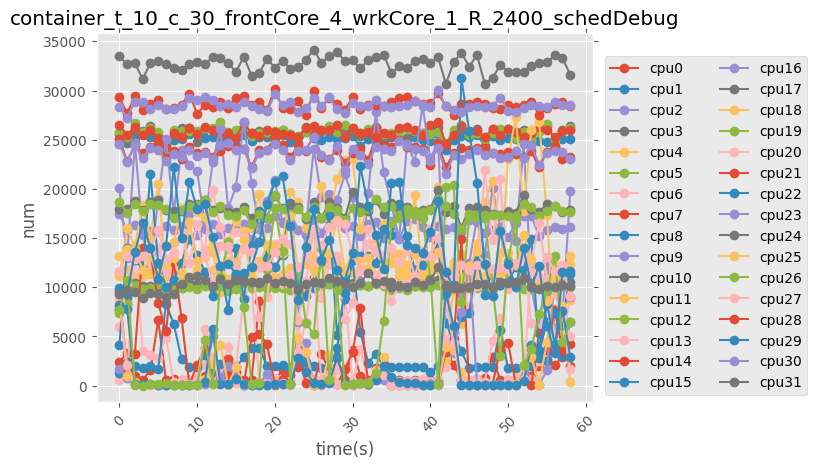 container_t_10_c_30_frontCore_4_wrkCore_1_R_2400_schedDebug
35000
30000
25000
20000
15000
10000
5000
0
num
0
10
20
30
40
50
60
time(s)
cpu0
cpu1
cpu2
cpu3
cpu4
cpu5
cpu6
cpu7
cpu8
cpu9
cpu10
cpu11
cpu12
cpu13
cpu14
cpu15
cpu16
cpu17
cpu18
cpu19
cpu20
cpu21
cpu22
cpu23
cpu24
cpu25
cpu26
cpu27
cpu28
cpu29
cpu30
cpu31